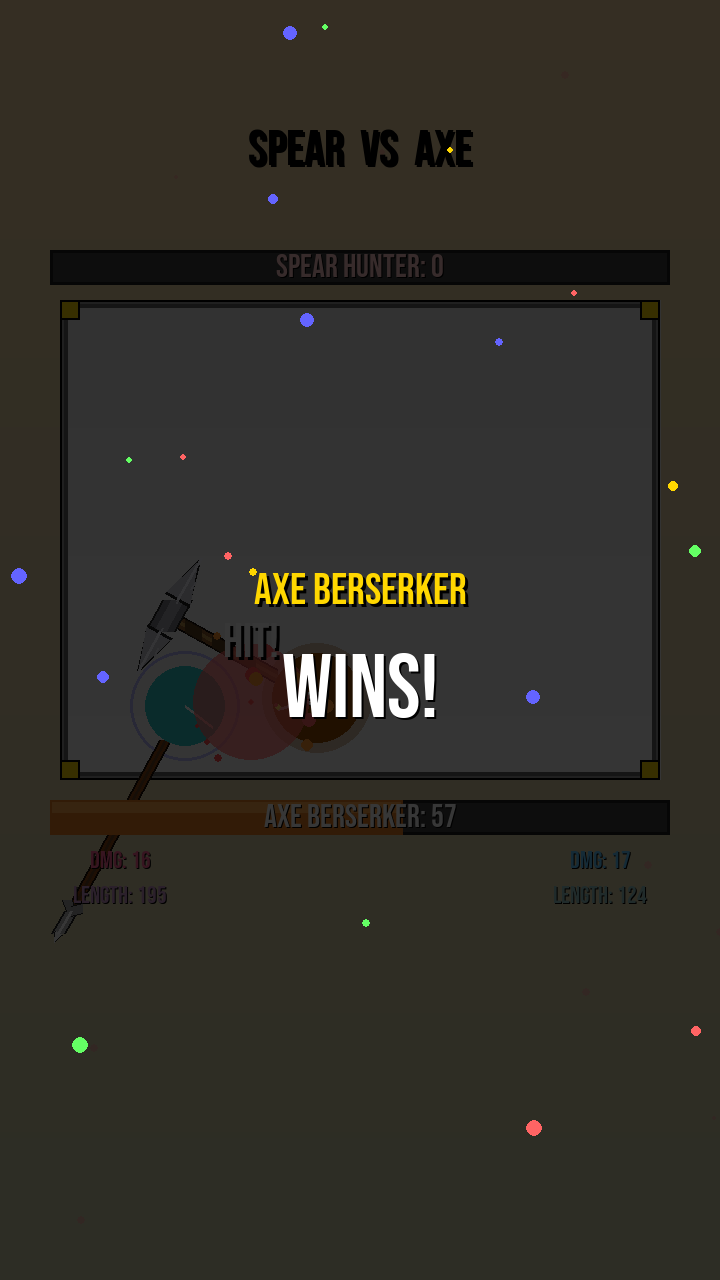 SPEAR VS AXE
SPEAR HUNTER: 0
AXE BERSERKER
HIT!
WINS!
AXE BERSERKER: 57
DMG: 16
DMG: 17
LENGTH: 195
LENGTH: 124